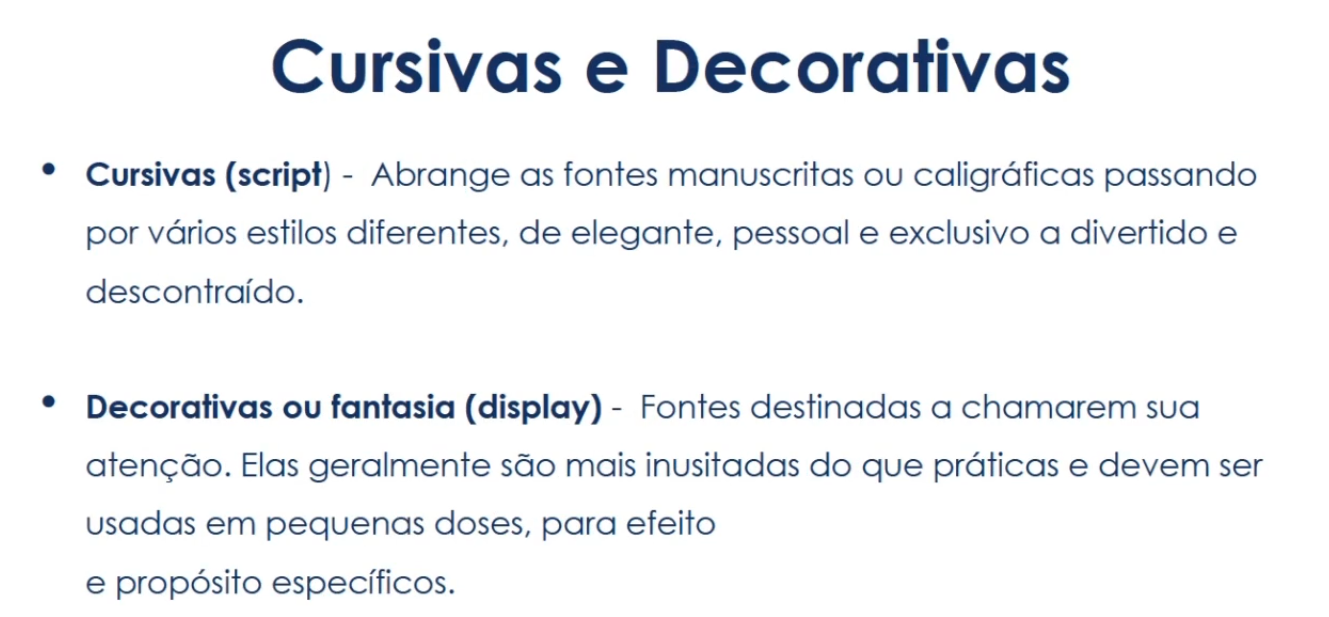 Cursivas e Decorativas
• Cursivas (script) - Abrange as fontes manuscritas ou caligráficas passando
por vários estilos diferentes, de elegante, pessoal e exclusivo a divertido e
descontraído.
• Decorativas ou fantasia (display) - Fontes destinadas a chamarem sua
atenção. Elas geralmente são mais inusitadas do que práticas e devem ser
usadas em pequenas doses, para efeito
e propósito específicos.